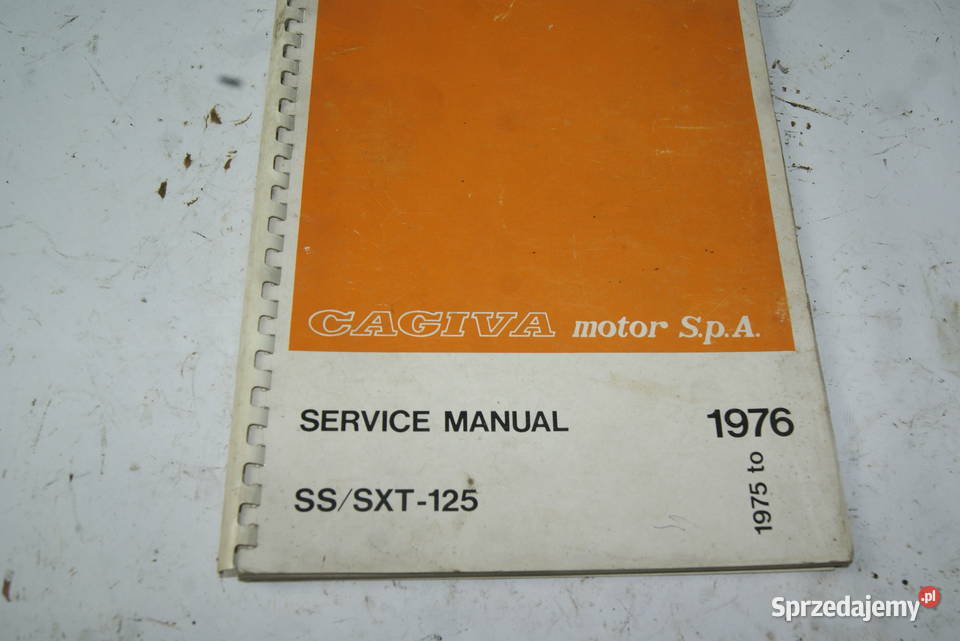 CAGIVA motor S.p.A.
SERVICE MANUAL 1976
1975 to
SS/SXT-125
Sprzedajemy.pl